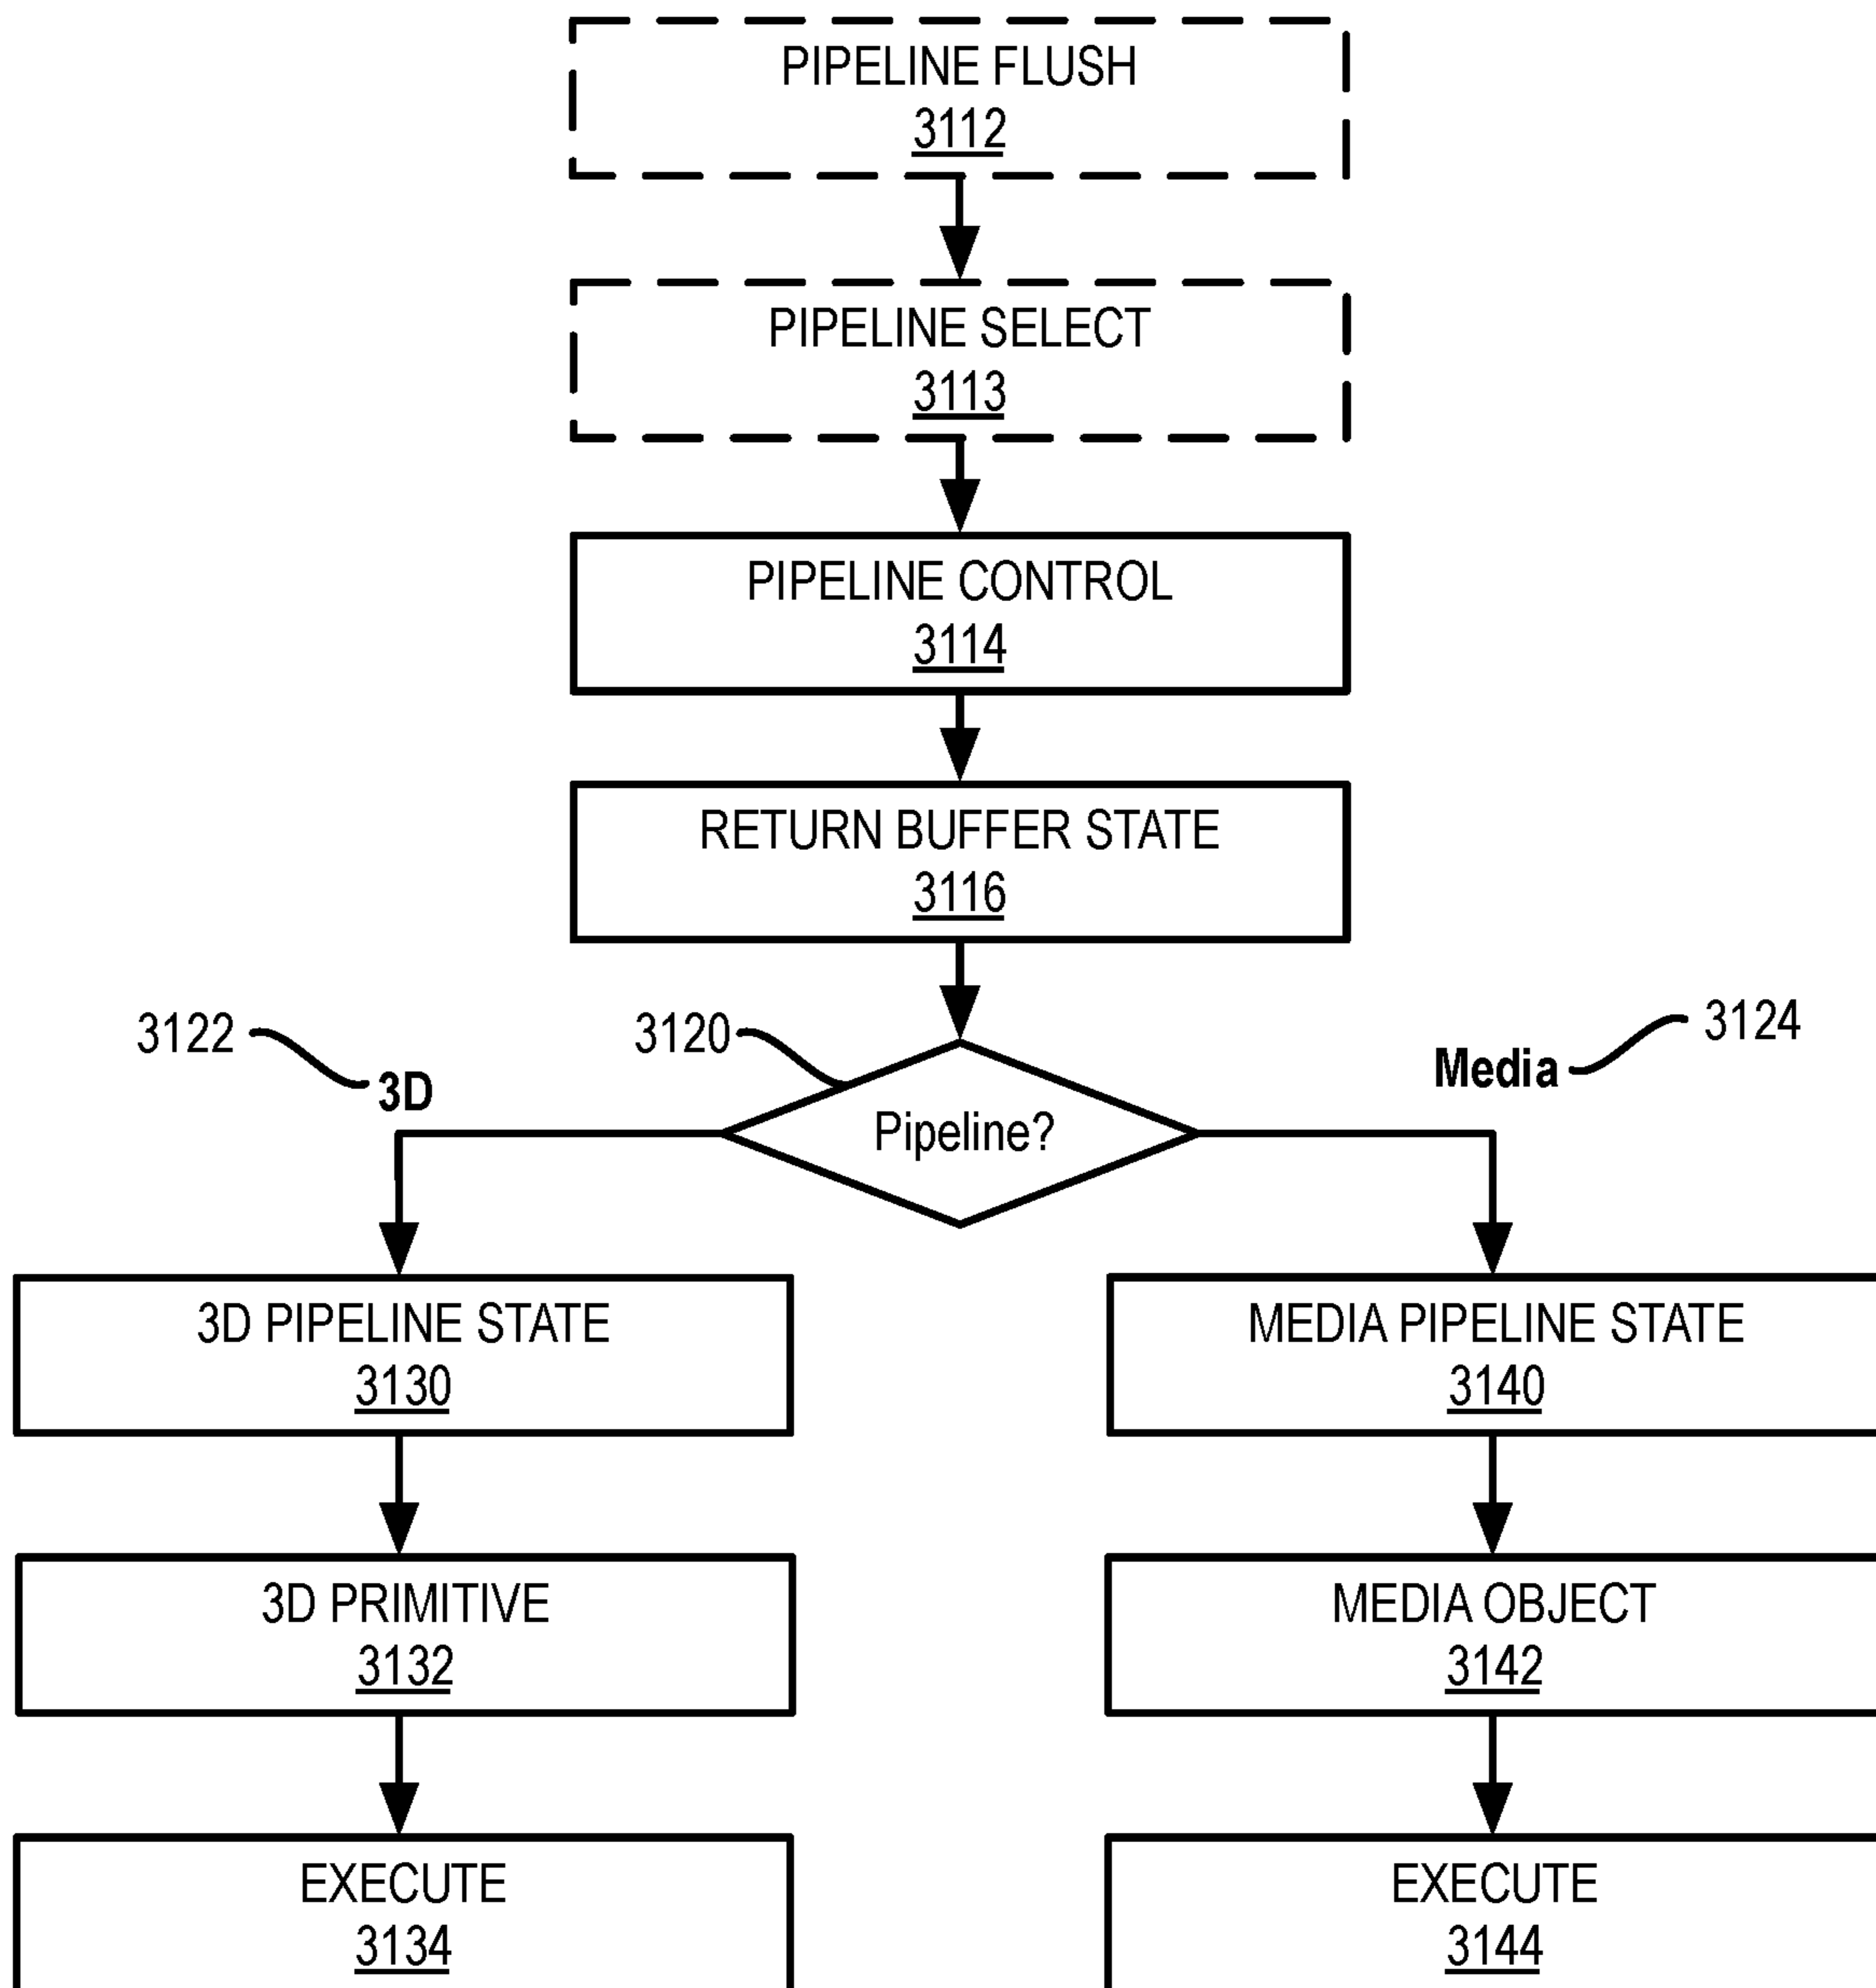 PIPELINE FLUSH
3112
PIPELINE SELECT
3113
PIPELINE CONTROL
3114
RETURN BUFFER STATE
3116
3122
3D
3120
Pipeline?
Media
3124
3D PIPELINE STATE
3130
MEDIA PIPELINE STATE
3140
3D PRIMITIVE
3132
MEDIA OBJECT
3142
EXECUTE
3134
EXECUTE
3144